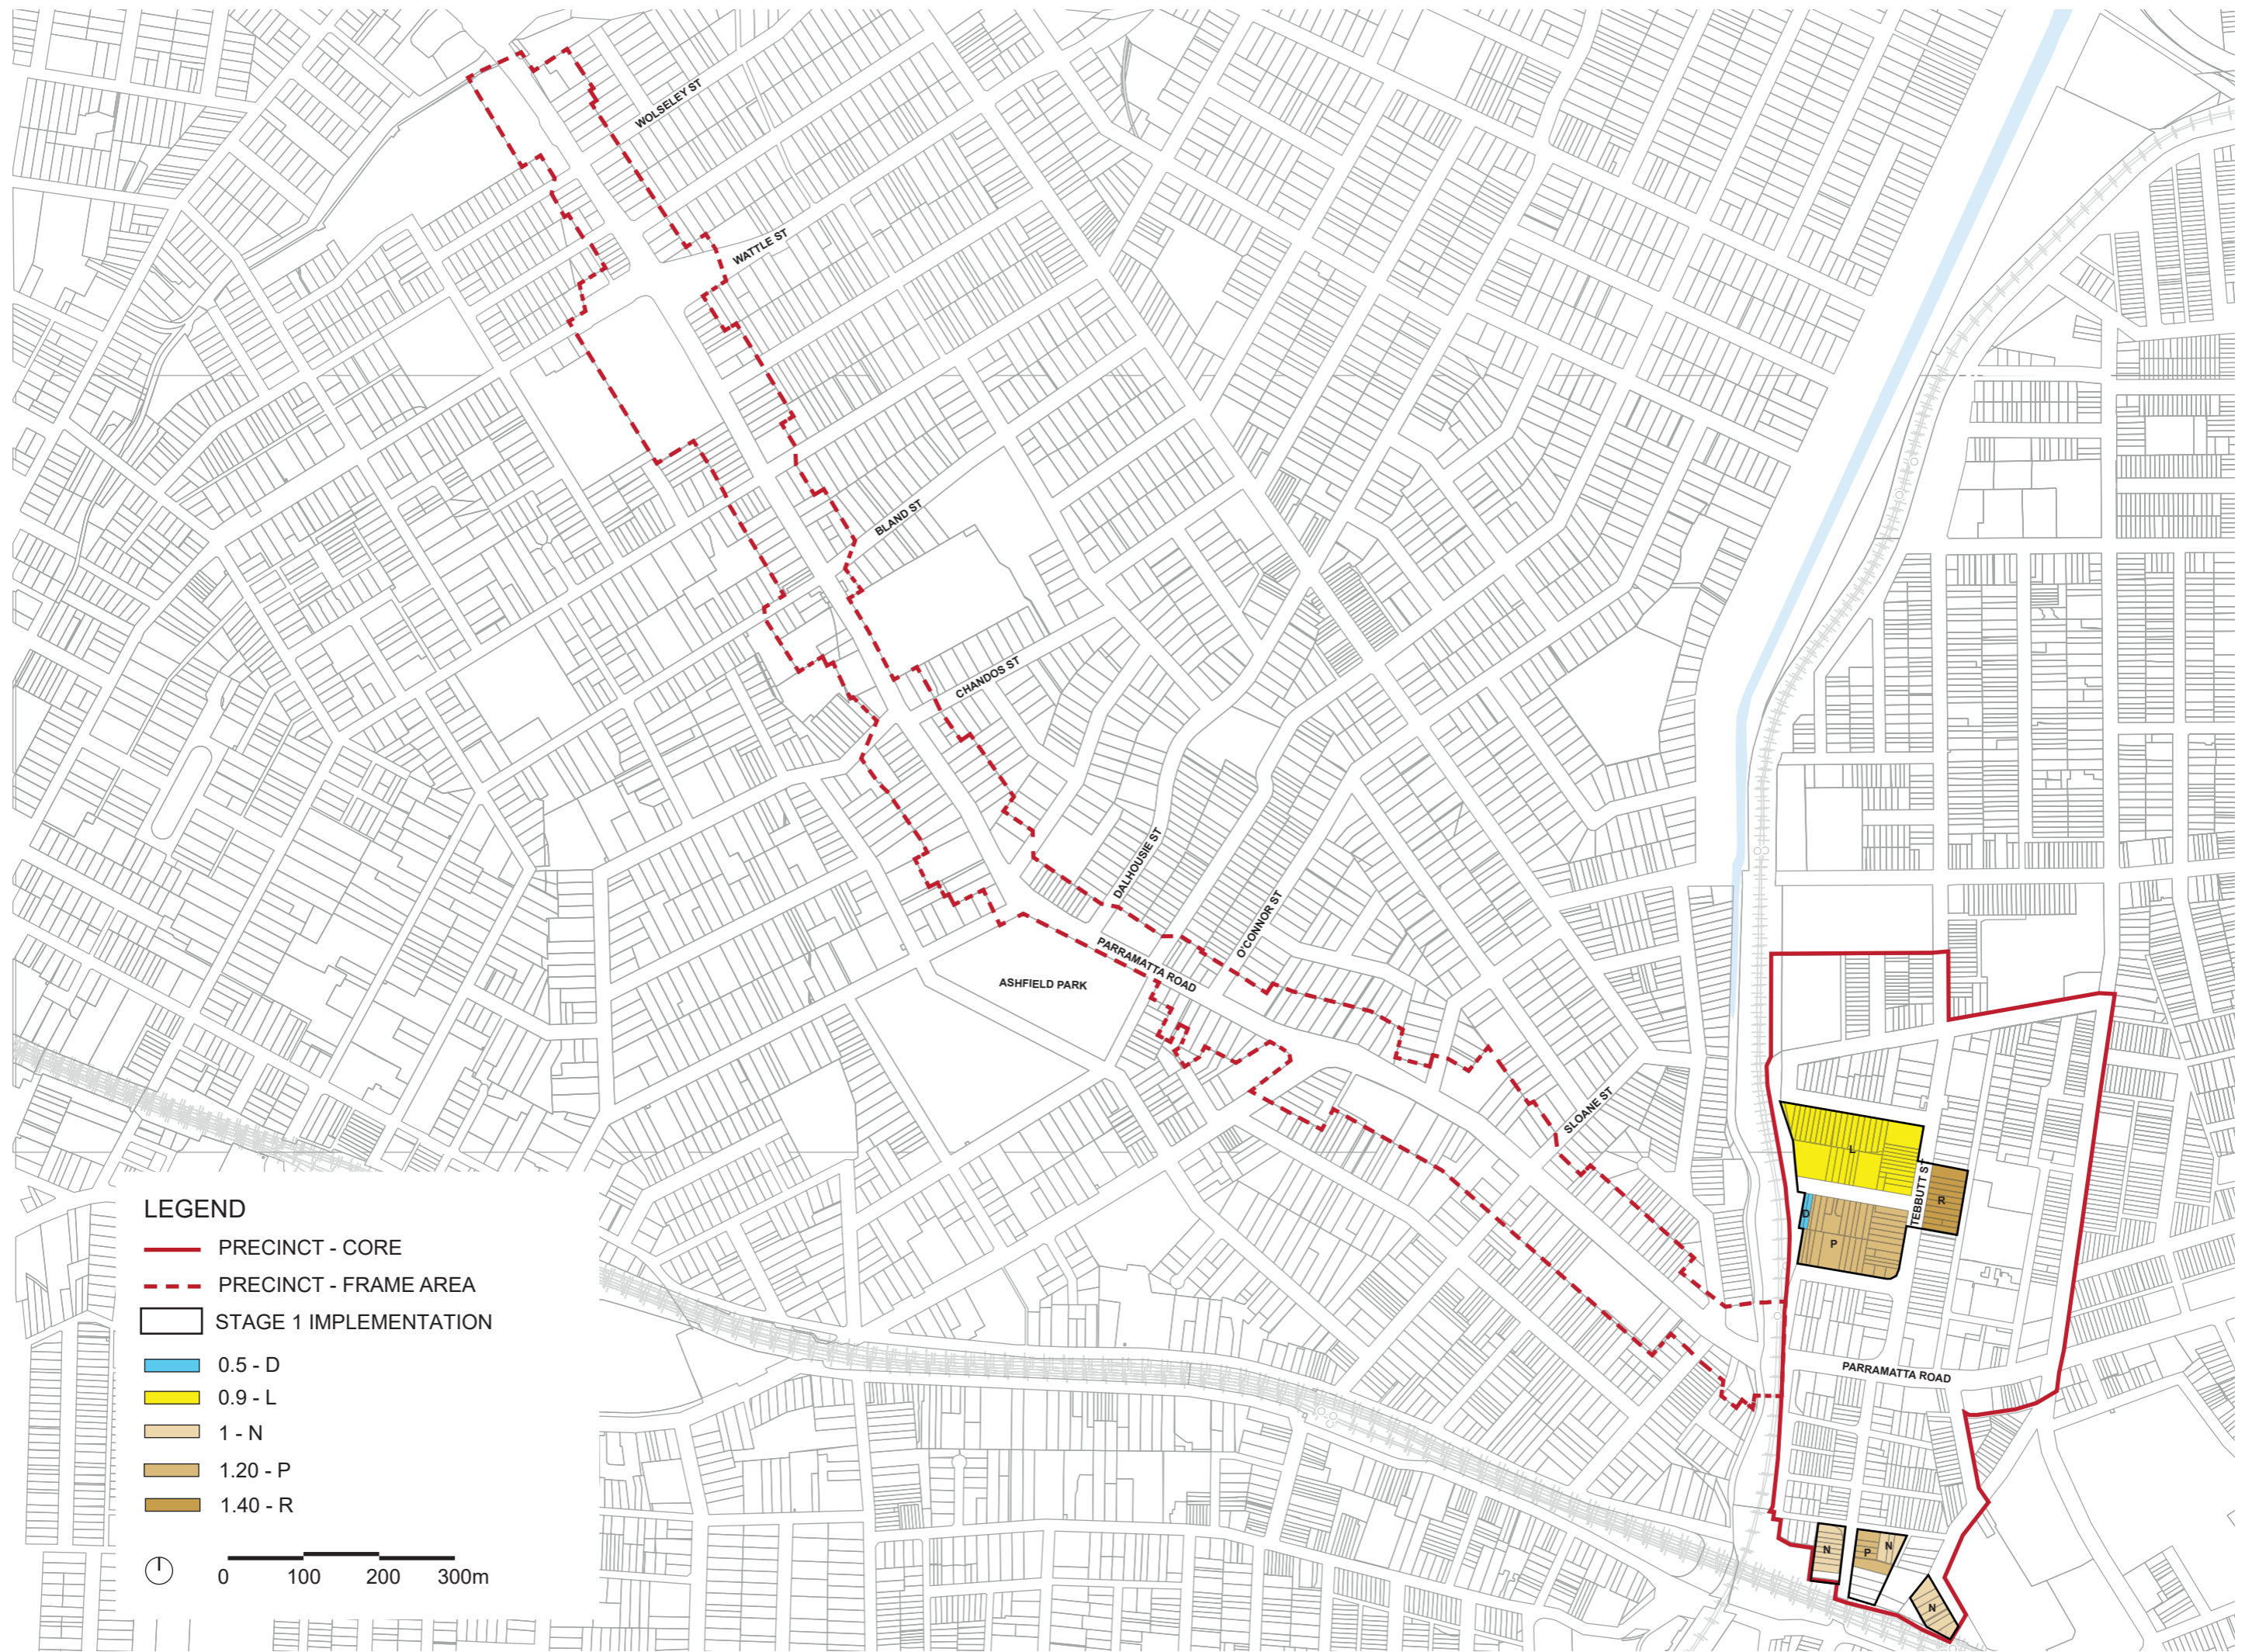 WOLSELEY ST
WATTLE ST
BLAND ST
CHANDOS ST
DALHOUSIE ST
O'CONNOR ST
PARRAMATTA ROAD
ASHFIELD PARK
SLOANE ST
L
TEBBUTT ST
R
D
P
PARRAMATTA ROAD
N
P
N
N
LEGEND
PRECINCT - CORE
PRECINCT - FRAME AREA
STAGE 1 IMPLEMENTATION
0.5 - D
0.9 - L
1 - N
1.20 - P
1.40 - R
0 100 200 300m